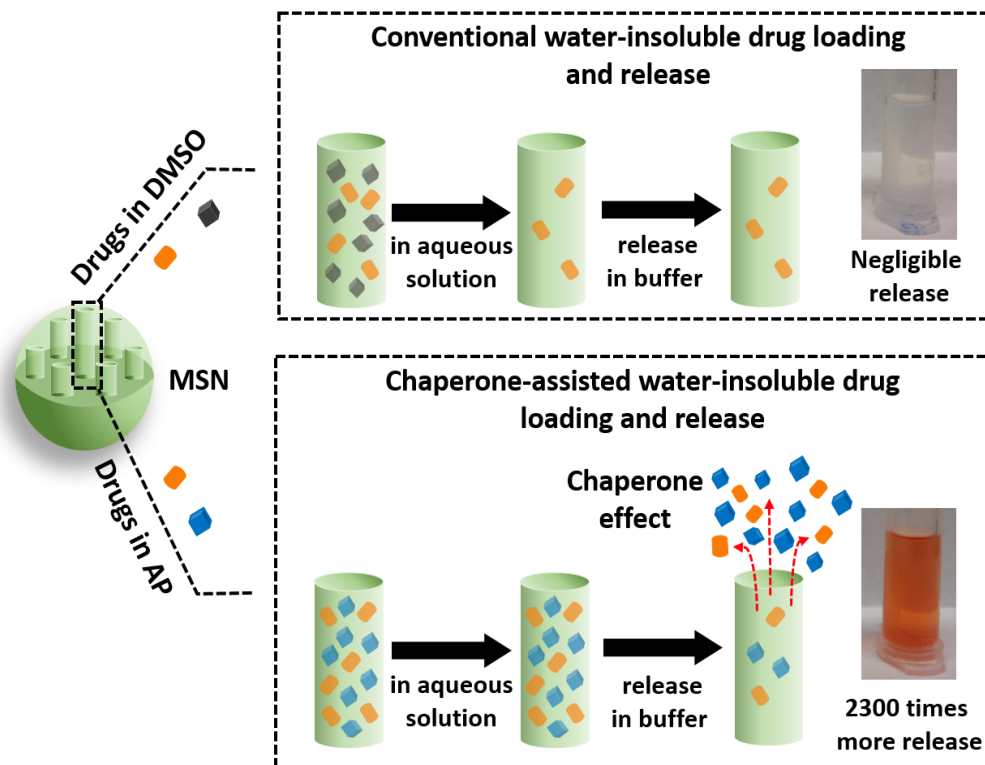 Conventional water-insoluble drug loading
and release
Drugs in DMSO
in aqueous
solution
release
in buffer
Negligible
release
MSN
Chaperone-assisted water-insoluble drug
loading and release
Drugs in AP
Chaperone
effect
in aqueous
solution
release
in buffer
2300 times
more release